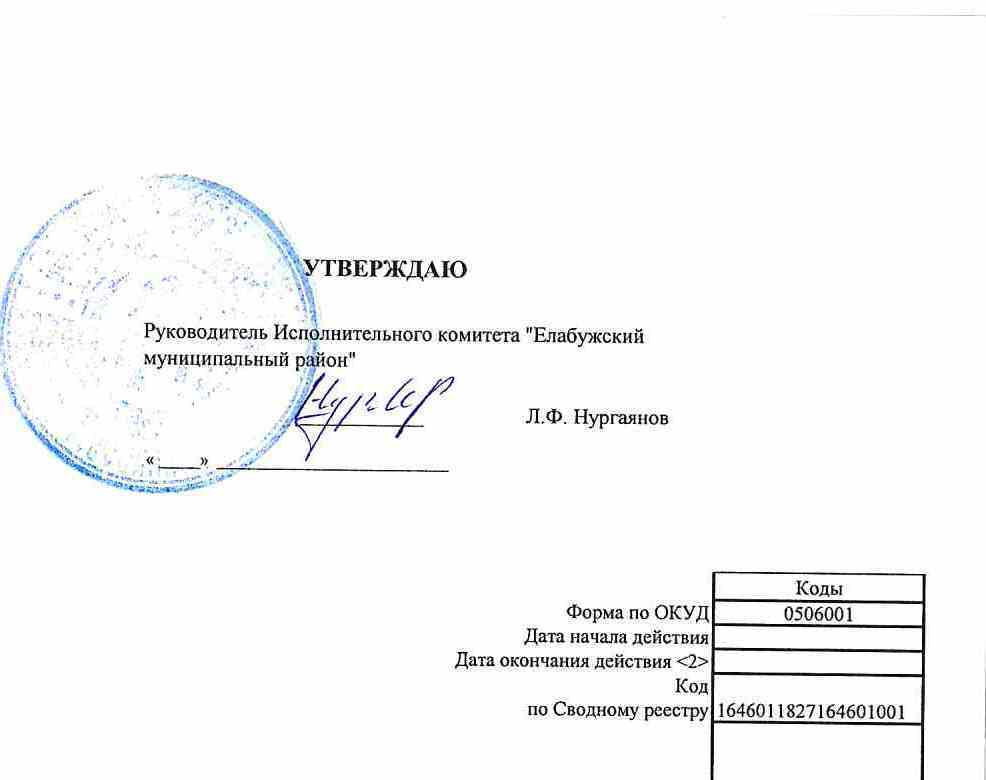 УТВЕРЖДАЮ
Руководитель Исполнительного комитета "Елабужский
муниципальный район"
Л.Ф. Нургаянов
«____» ______________________
Коды
Форма по ОКУД 0506001
Дата начала действия
Дата окончания действия <2>
Код
по Сводному реестру 1646011827164601001